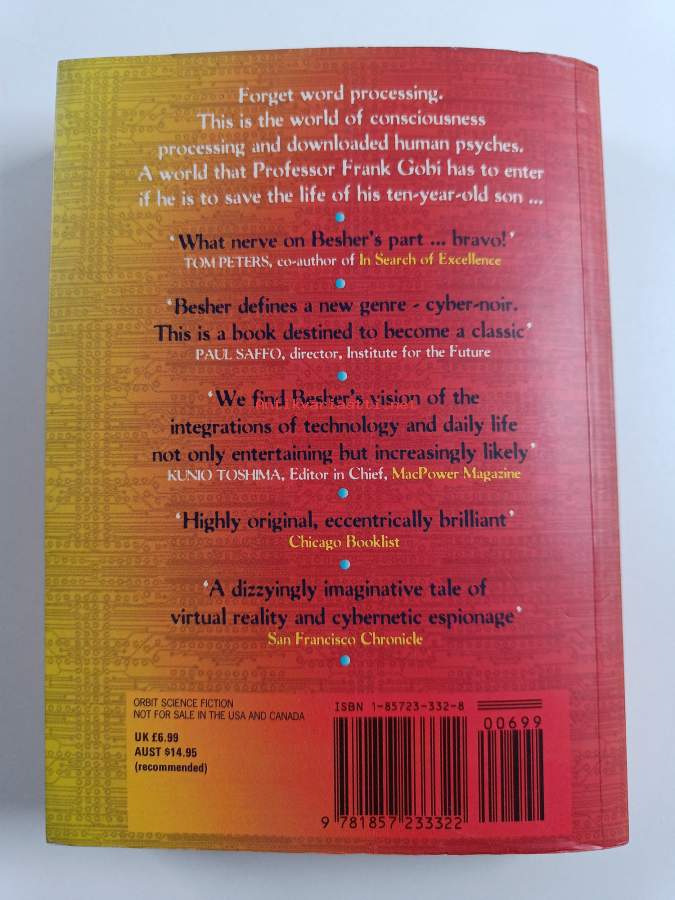 Forget word processing.
This is the world of consciousness
processing and downloaded human psyches.
A world that Professor Frank Gobi has to enter
if he is to save the life of his ten-year-old son ...
'What nerve on Besher's part ... bravo!'
TOM PETERS, co-author of In Search of Excellence
'Besher defines a new genre - cyber-noir.
This is a book destined to become a classic'
PAUL SAFFO, director, Institute for the Future
'We find Besher's vision of the
Antikvariaatti.net
integrations of technology and daily life
not only entertaining but increasingly likely'
KUNIO TOSHIMA, Editor in Chief, MacPower Magazine
'Highly original, eccentrically brilliant'
Chicago Booklist
'A dizzyingly imaginative tale of
virtual reality and cybernetic espionage'
San Francisco Chronicle
ORBIT SCIENCE FICTION
NOT FOR SALE IN THE USA AND CANADA
UK £6.99
AUST $14.95
(recommended)
ISBN 1-85723-332-8
00699
9 781857 233322